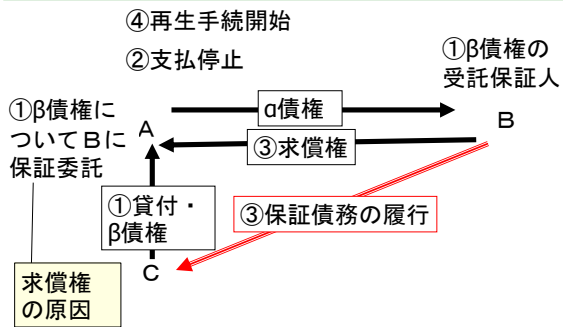 ④再生手続開始
②支払停止
①β債権の
受託保証人
①β債権に
ついてBに
保証委託
A
α債権
B
③求償権
①貸付・
β債権
③保証債務の履行
C
求償権
の原因